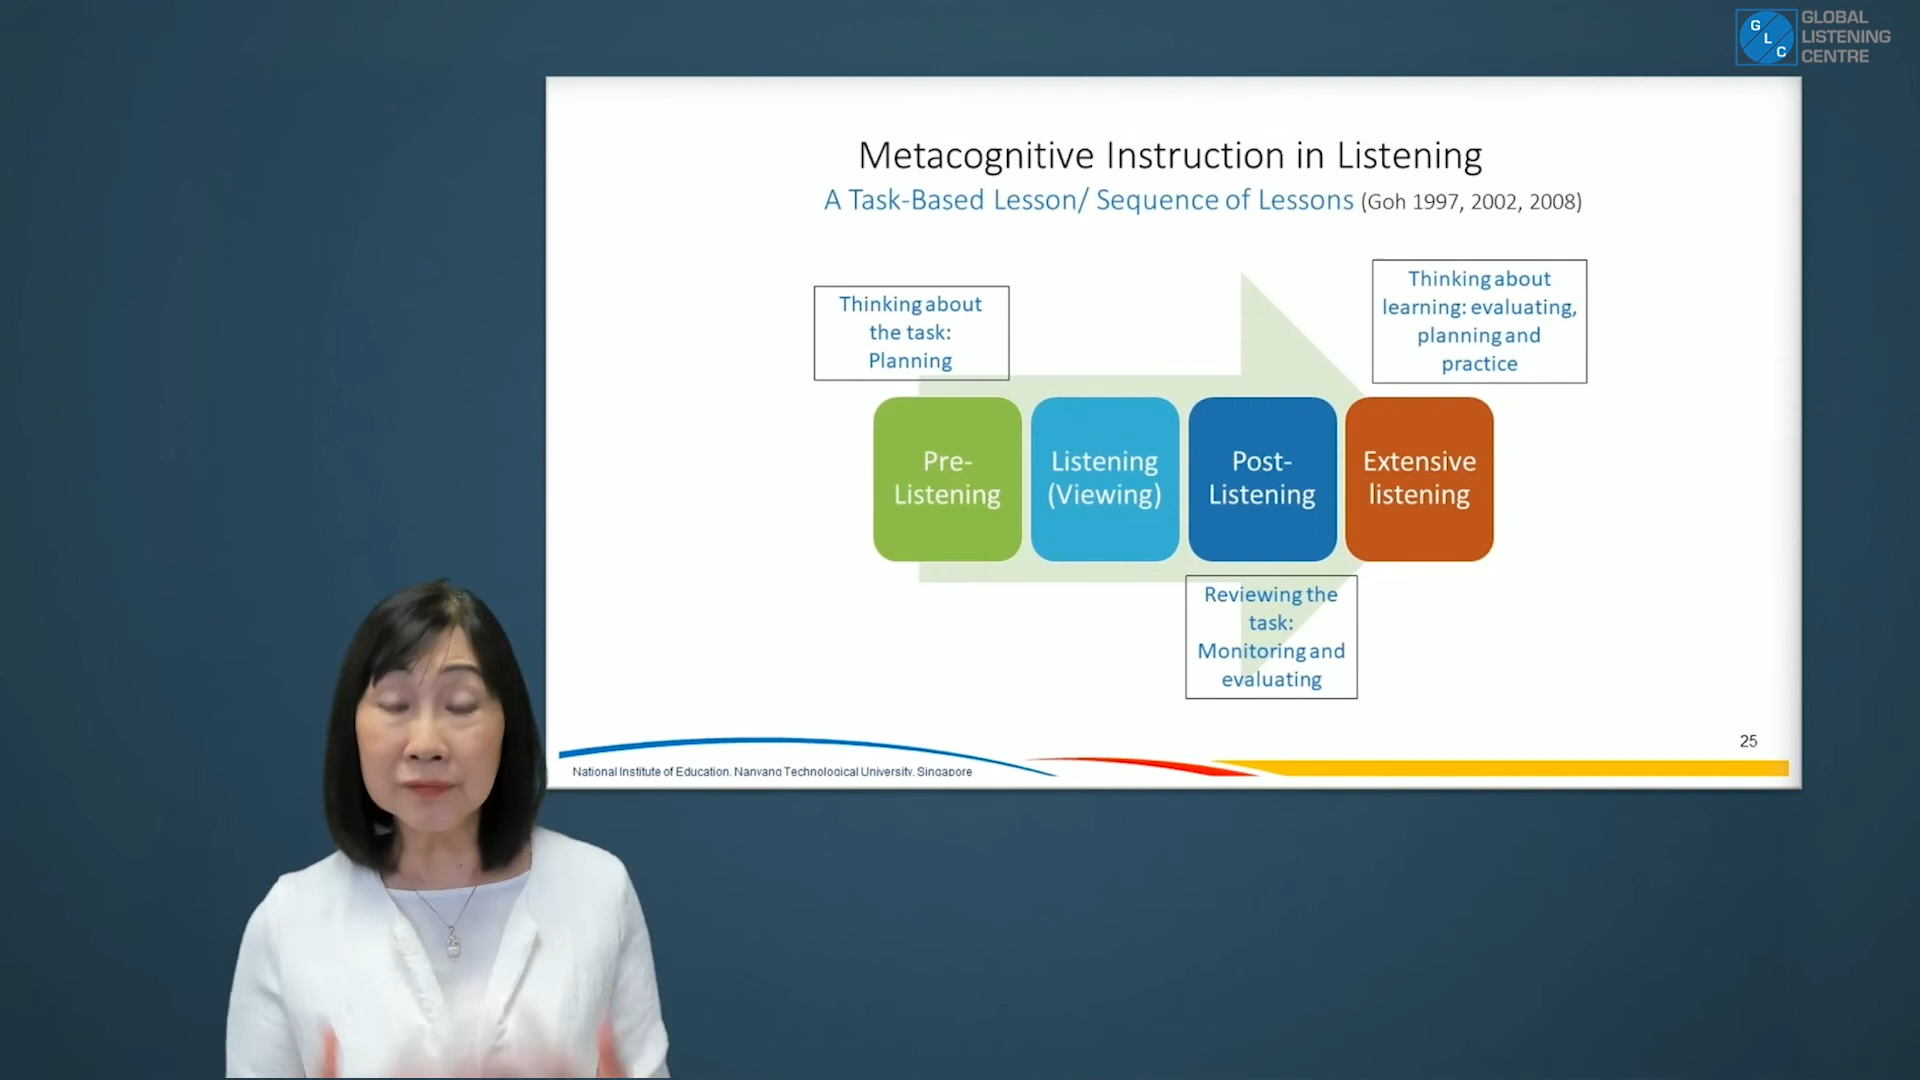 G
L
C
GLOBAL
LISTENING
CENTRE
Metacognitive Instruction in Listening
A Task-Based Lesson/ Sequence of Lessons (Goh 1997, 2002, 2008)
Thinking about
the task:
Planning
Thinking about
learning: evaluating,
planning and
practice
Pre-
Listening
Listening
(Viewing)
Post-
Listening
Extensive
listening
Reviewing the
task:
Monitoring and
evaluating
25
National Institute of Education, Nanyang Technological University, Singapore